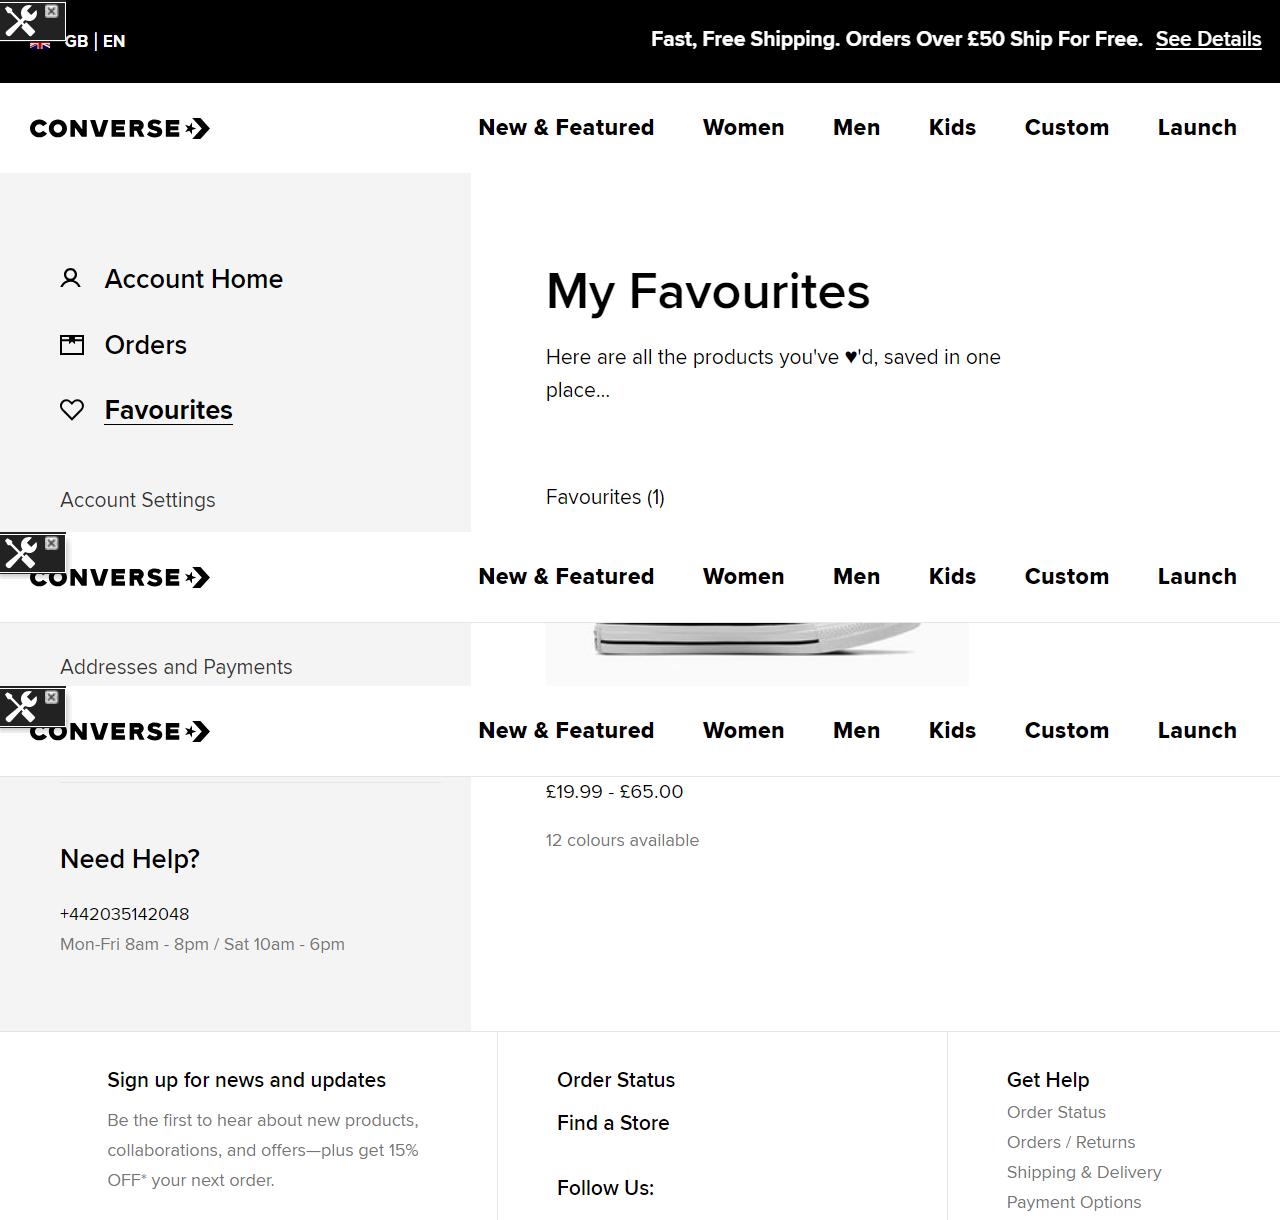 GB | EN
Fast, Free Shipping. Orders Over £50 Ship For Free. See Details
CONVERSE
New & Featured Women Men Kids Custom Launch
Account Home
Orders
Favourites
Account Settings
My Favourites
Here are all the products you've ♥'d, saved in one
place...
Favourites (1)
CONVERSE
New & Featured Women Men Kids Custom Launch
Addresses and Payments
CONVERSE
New & Featured Women Men Kids Custom Launch
£19.99 - £65.00
12 colours available
Need Help?
+442035142048
Mon-Fri 8am - 8pm / Sat 10am - 6pm
Sign up for news and updates
Be the first to hear about new products,
collaborations, and offers—plus get 15%
OFF* your next order.
Order Status
Find a Store
Follow Us:
Get Help
Order Status
Orders / Returns
Shipping & Delivery
Payment Options